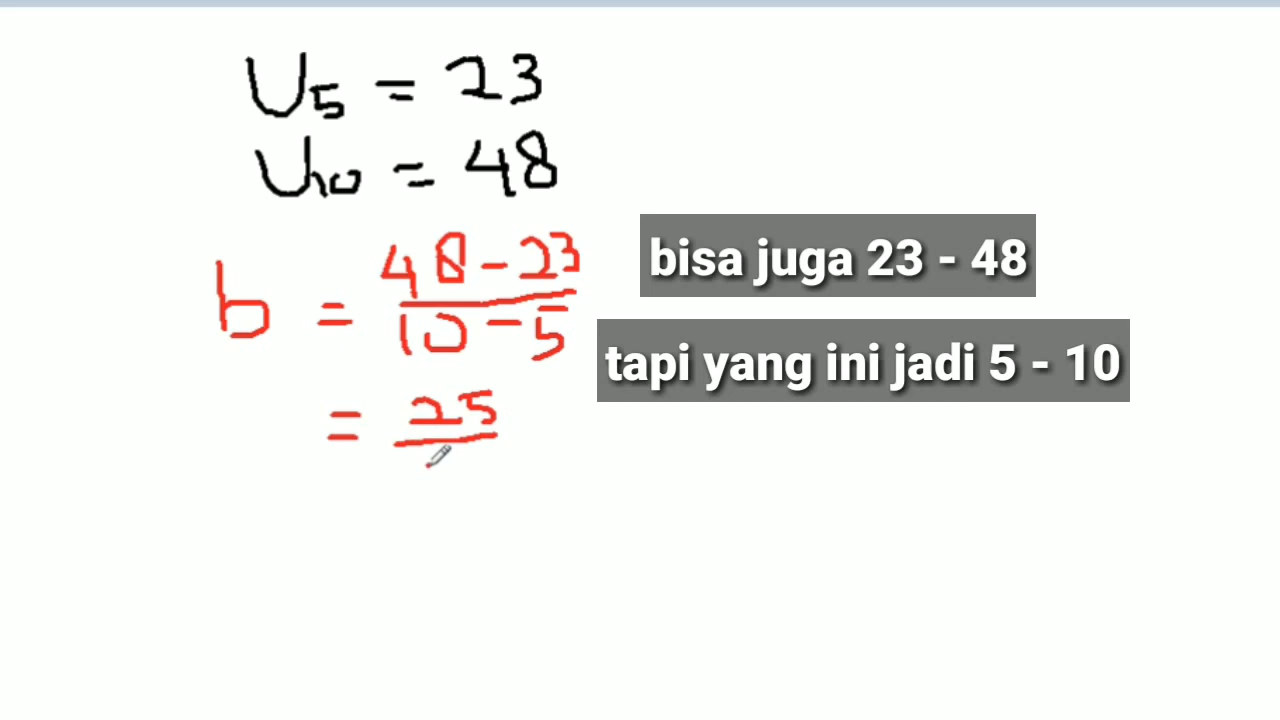 U5 = 23
U10 = 48
b = 48 - 23
10 - 5
bisa juga 23 - 48
tapi yang ini jadi 5 - 10
= 25